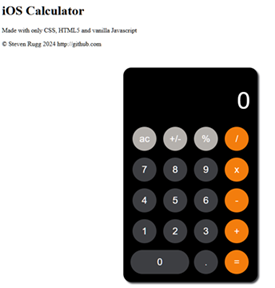 iOS Calculator
Made with only CSS, HTML5 and vanilla Javascript
© Steven Rugg 2024 http://github.com
0
ac +/- % /
7 8 9 x
4 5 6 -
1 2 3 +
0 . =